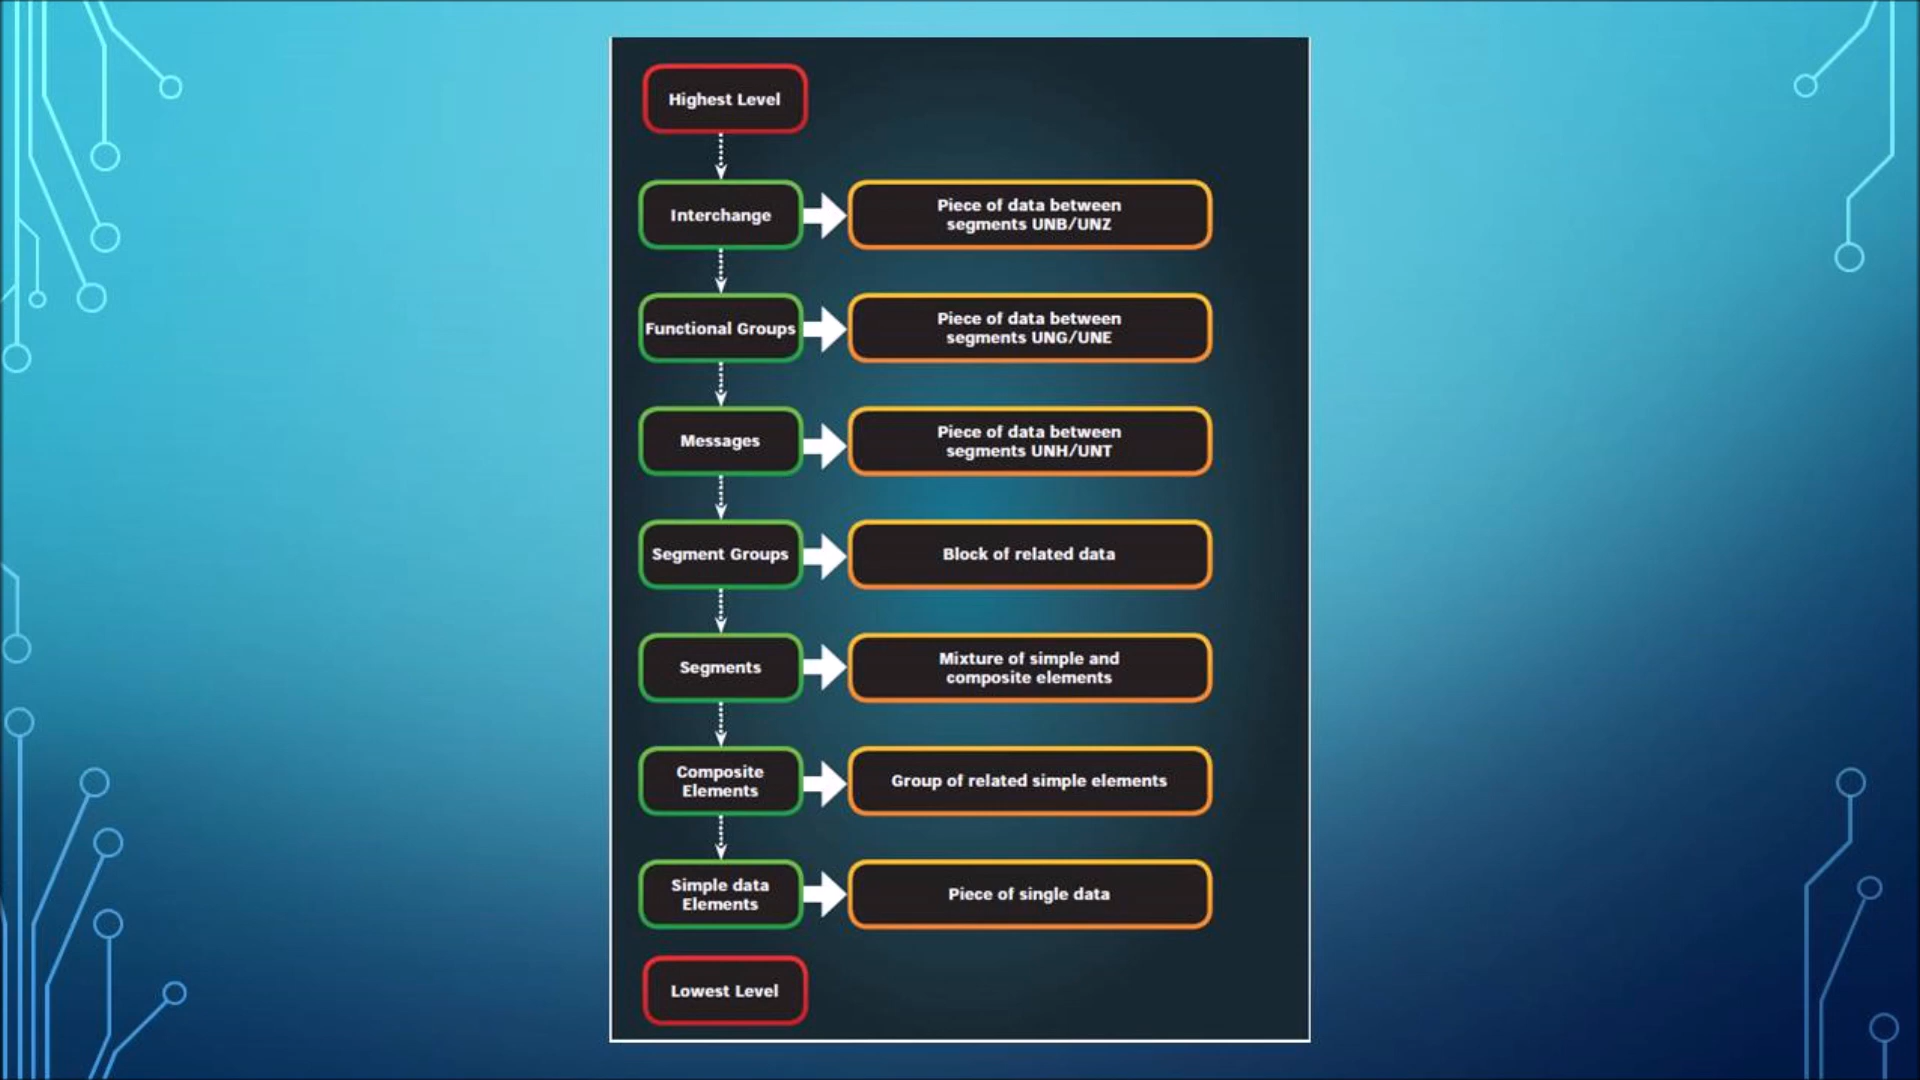 Highest Level
Interchange
Piece of data between
segments UNB/UNZ
Functional Groups
Piece of data between
segments UNG/UNE
Messages
Piece of data between
segments UNH/UNT
Segment Groups
Block of related data
Segments
Mixture of simple and
composite elements
Composite
Elements
Group of related simple elements
Simple data
Elements
Piece of single data
Lowest Level